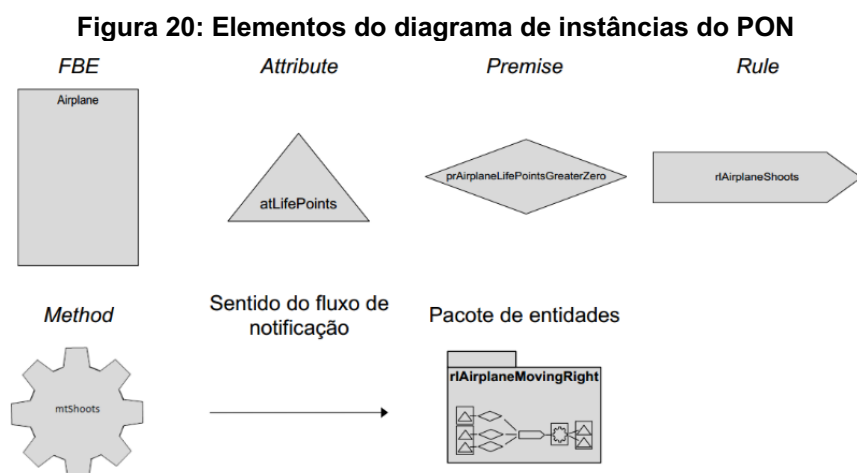 Figura 20: Elementos do diagrama de instâncias do PON
FBE
Attribute
Premise
Rule
Airplane
atLifePoints
prAirplaneLifePointsGreaterZero
rlAirplaneShoots
Method
Sentido do fluxo de
notificação
Pacote de entidades
mtShoots
rlAirplaneMovingRight